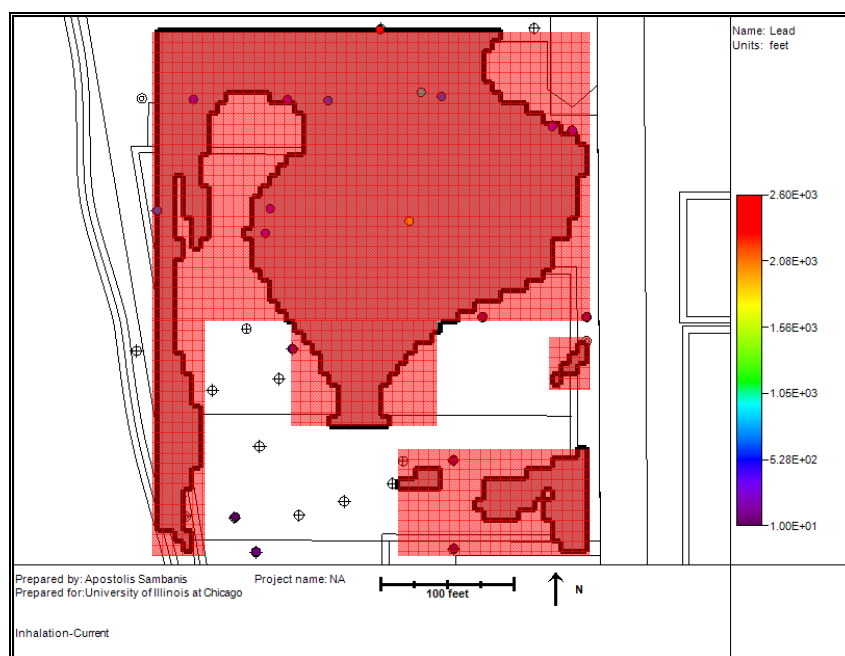 Name: Lead
Units: feet
2.60E+03
2.08E+03
1.56E+03
1.05E+03
5.28E+02
1.00E+01
Prepared by: Apostolis Sambanis Project name: NA
Prepared for:University of Illinois at Chicago
100 feet
N
Inhalation-Current